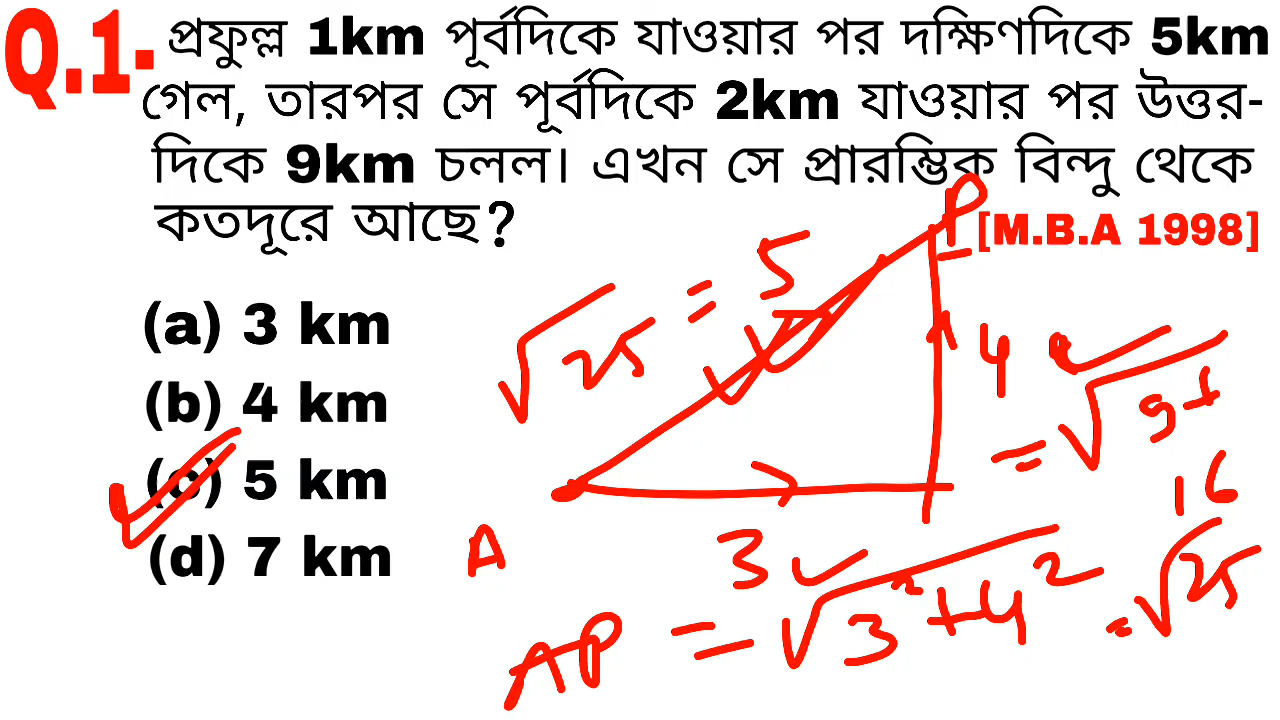 Q.1- প্রফুল্ল 1km পূর্বদিকে যাওয়ার পর দক্ষিণদিকে 5km
গেল, তারপর সে পূর্বদিকে 2km যাওয়ার পর উত্তর-
দিকে 9km চলল। এখন সে প্রারম্ভিক বিন্দু থেকে
কতদূরে আছে?
[M.B.A 1998]
(a) 3 km
(b) 4 km
(c) 5 km
(d) 7 km
P
√25 = 5
4
A
3
= √9+
16
AP = √3²+4² = √25